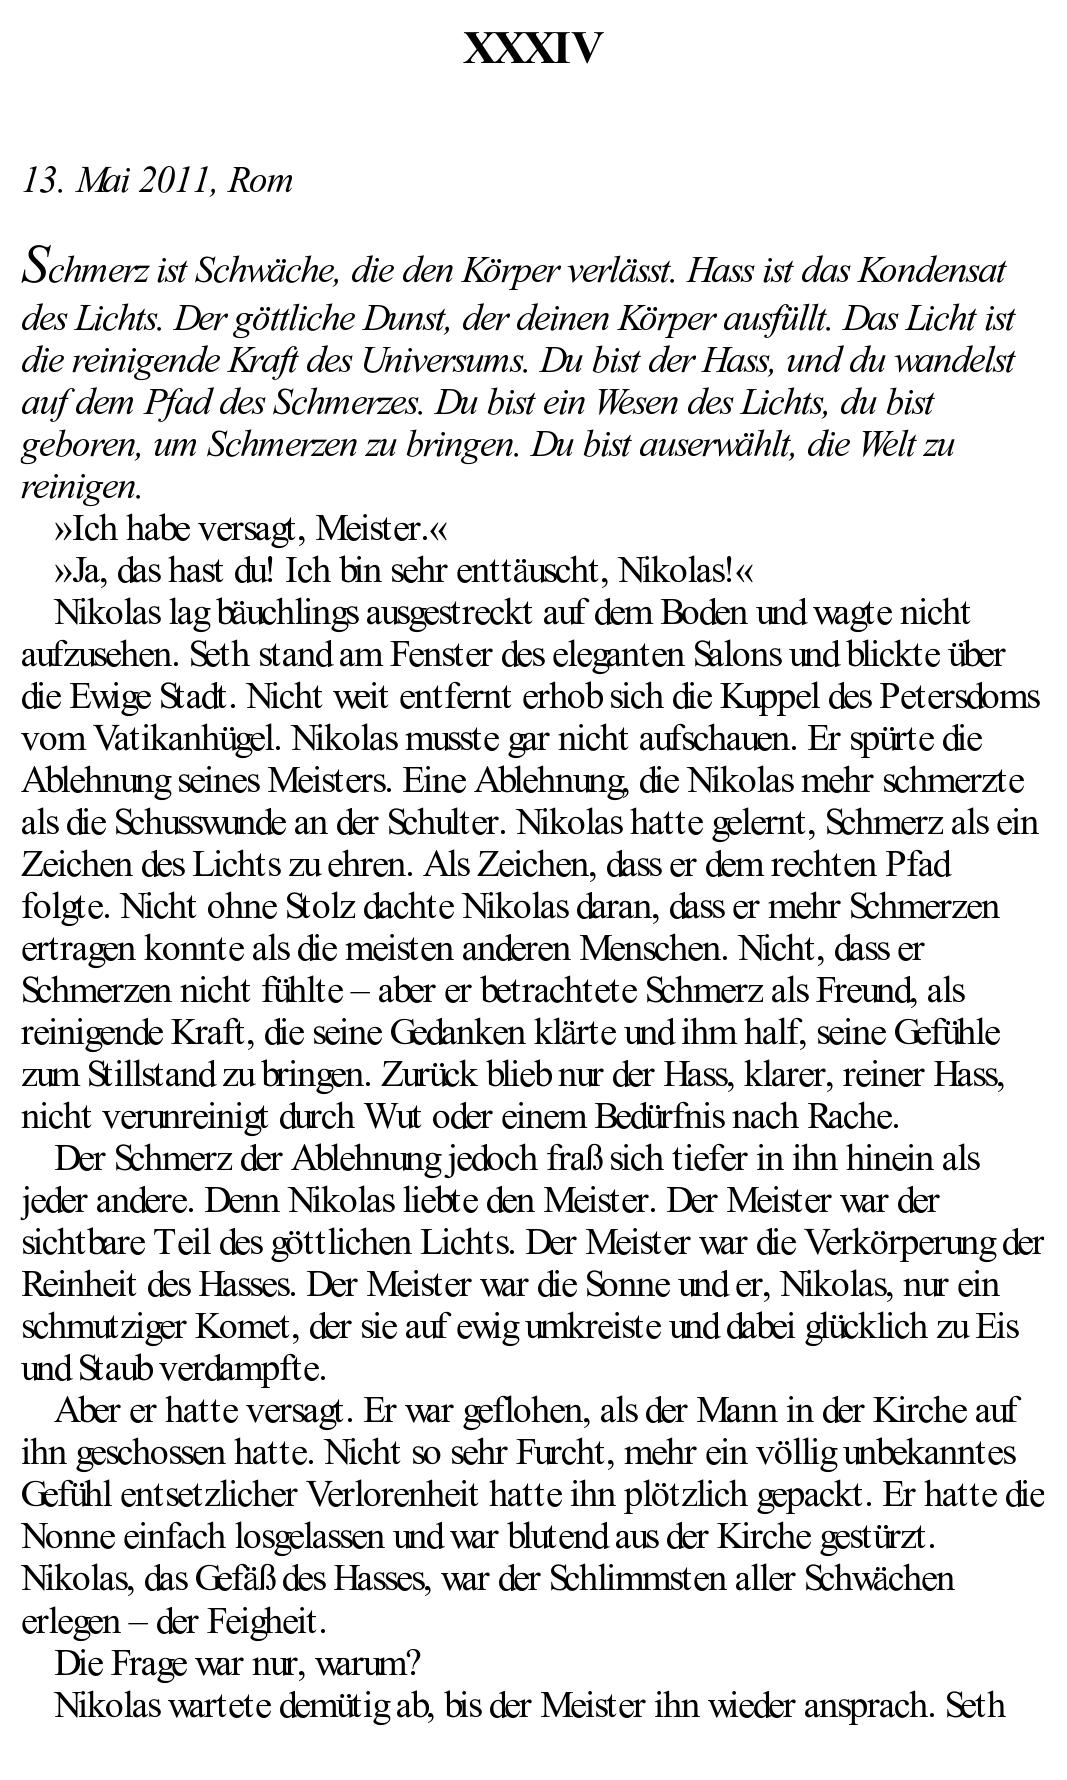 XXXIV
13. Mai 2011, Rom
Schmerz ist Schwäche, die den Körper verlässt. Hass ist das Kondensat
des Lichts. Der göttliche Dunst, der deinen Körper ausfüllt. Das Licht ist
die reinigende Kraft des Universums. Du bist der Hass, und du wandelst
auf dem Pfad des Schmerzes. Du bist ein Wesen des Lichts, du bist
geboren, um Schmerzen zu bringen. Du bist auserwählt, die Welt zu
reinigen.
»Ich habe versagt, Meister.«
»Ja, das hast du! Ich bin sehr enttäuscht, Nikolas!«
Nikolas lag bäuchlings ausgestreckt auf dem Boden und wagte nicht
aufzusehen. Seth stand am Fenster des eleganten Salons und blickte über
die Ewige Stadt. Nicht weit entfernt erhob sich die Kuppel des Petersdoms
vom Vatikanhügel. Nikolas musste gar nicht aufschauen. Er spürte die
Ablehnung seines Meisters. Eine Ablehnung, die Nikolas mehr schmerzte
als die Schusswunde an der Schulter. Nikolas hatte gelernt, Schmerz als ein
Zeichen des Lichts zu ehren. Als Zeichen, dass er dem rechten Pfad
folgte. Nicht ohne Stolz dachte Nikolas daran, dass er mehr Schmerzen
ertragen konnte als die meisten anderen Menschen. Nicht, dass er
Schmerzen nicht fühlte – aber er betrachtete Schmerz als Freund, als
reinigende Kraft, die seine Gedanken klärte und ihm half, seine Gefühle
zum Stillstand zu bringen. Zurück blieb nur der Hass, klarer, reiner Hass,
nicht verunreinigt durch Wut oder einem Bedürfnis nach Rache.
Der Schmerz der Ablehnung jedoch fraß sich tiefer in ihn hinein als
jeder andere. Denn Nikolas liebte den Meister. Der Meister war der
sichtbare Teil des göttlichen Lichts. Der Meister war die Verkörperung der
Reinheit des Hasses. Der Meister war die Sonne und er, Nikolas, nur ein
schmutziger Komet, der sie auf ewig umkreiste und dabei glücklich zu Eis
und Staub verdampfte.
Aber er hatte versagt. Er war geflohen, als der Mann in der Kirche auf
ihn geschossen hatte. Nicht so sehr Furcht, mehr ein völlig unbekanntes
Gefühl entsetzlicher Verlorenheit hatte ihn plötzlich gepackt. Er hatte die
Nonne einfach losgelassen und war blutend aus der Kirche gestürzt.
Nikolas, das Gefäß des Hasses, war der Schlimmsten aller Schwächen
erlegen – der Feigheit.
Die Frage war nur, warum?
Nikolas wartete demütig ab, bis der Meister ihn wieder ansprach. Seth